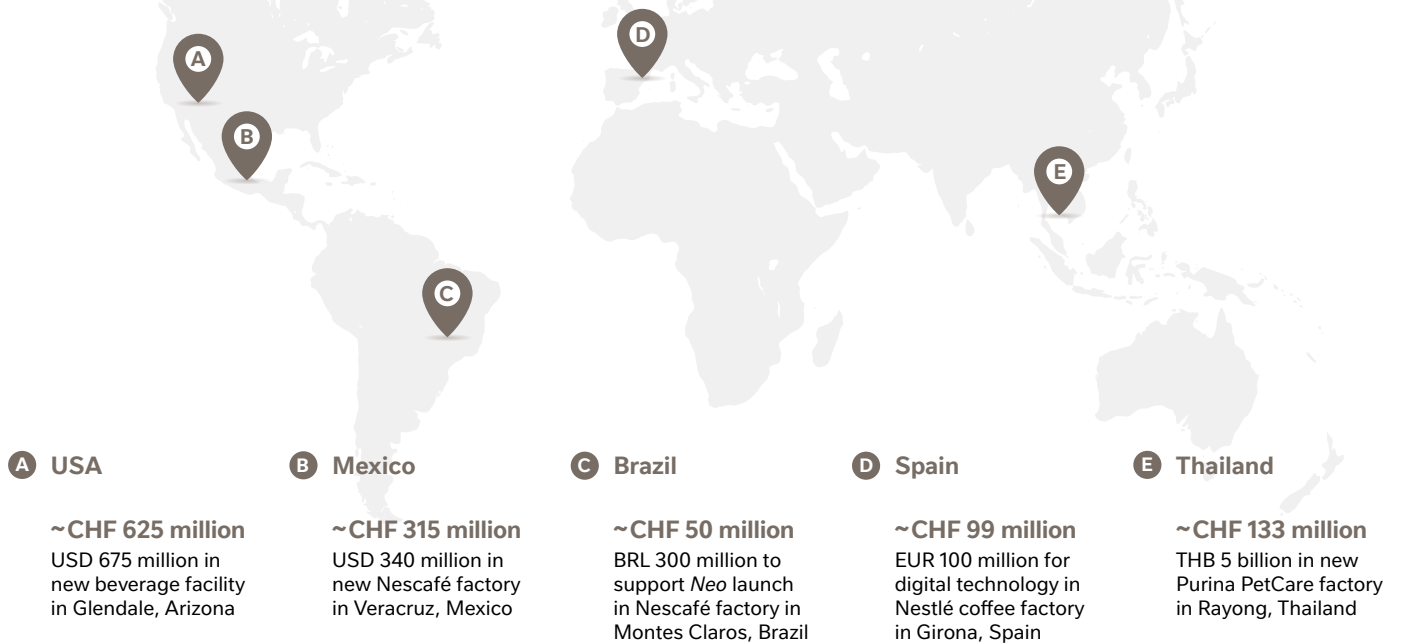 A
B
C
D
E
A USA
~CHF 625 million
USD 675 million in
new beverage facility
in Glendale, Arizona
B Mexico
~CHF 315 million
USD 340 million in
new Nescafé factory
in Veracruz, Mexico
C Brazil
~CHF 50 million
BRL 300 million to
support Neo launch
in Nescafé factory in
Montes Claros, Brazil
D Spain
~CHF 99 million
EUR 100 million for
digital technology in
Nestlé coffee factory
in Girona, Spain
E Thailand
~CHF 133 million
THB 5 billion in new
Purina PetCare factory
in Rayong, Thailand